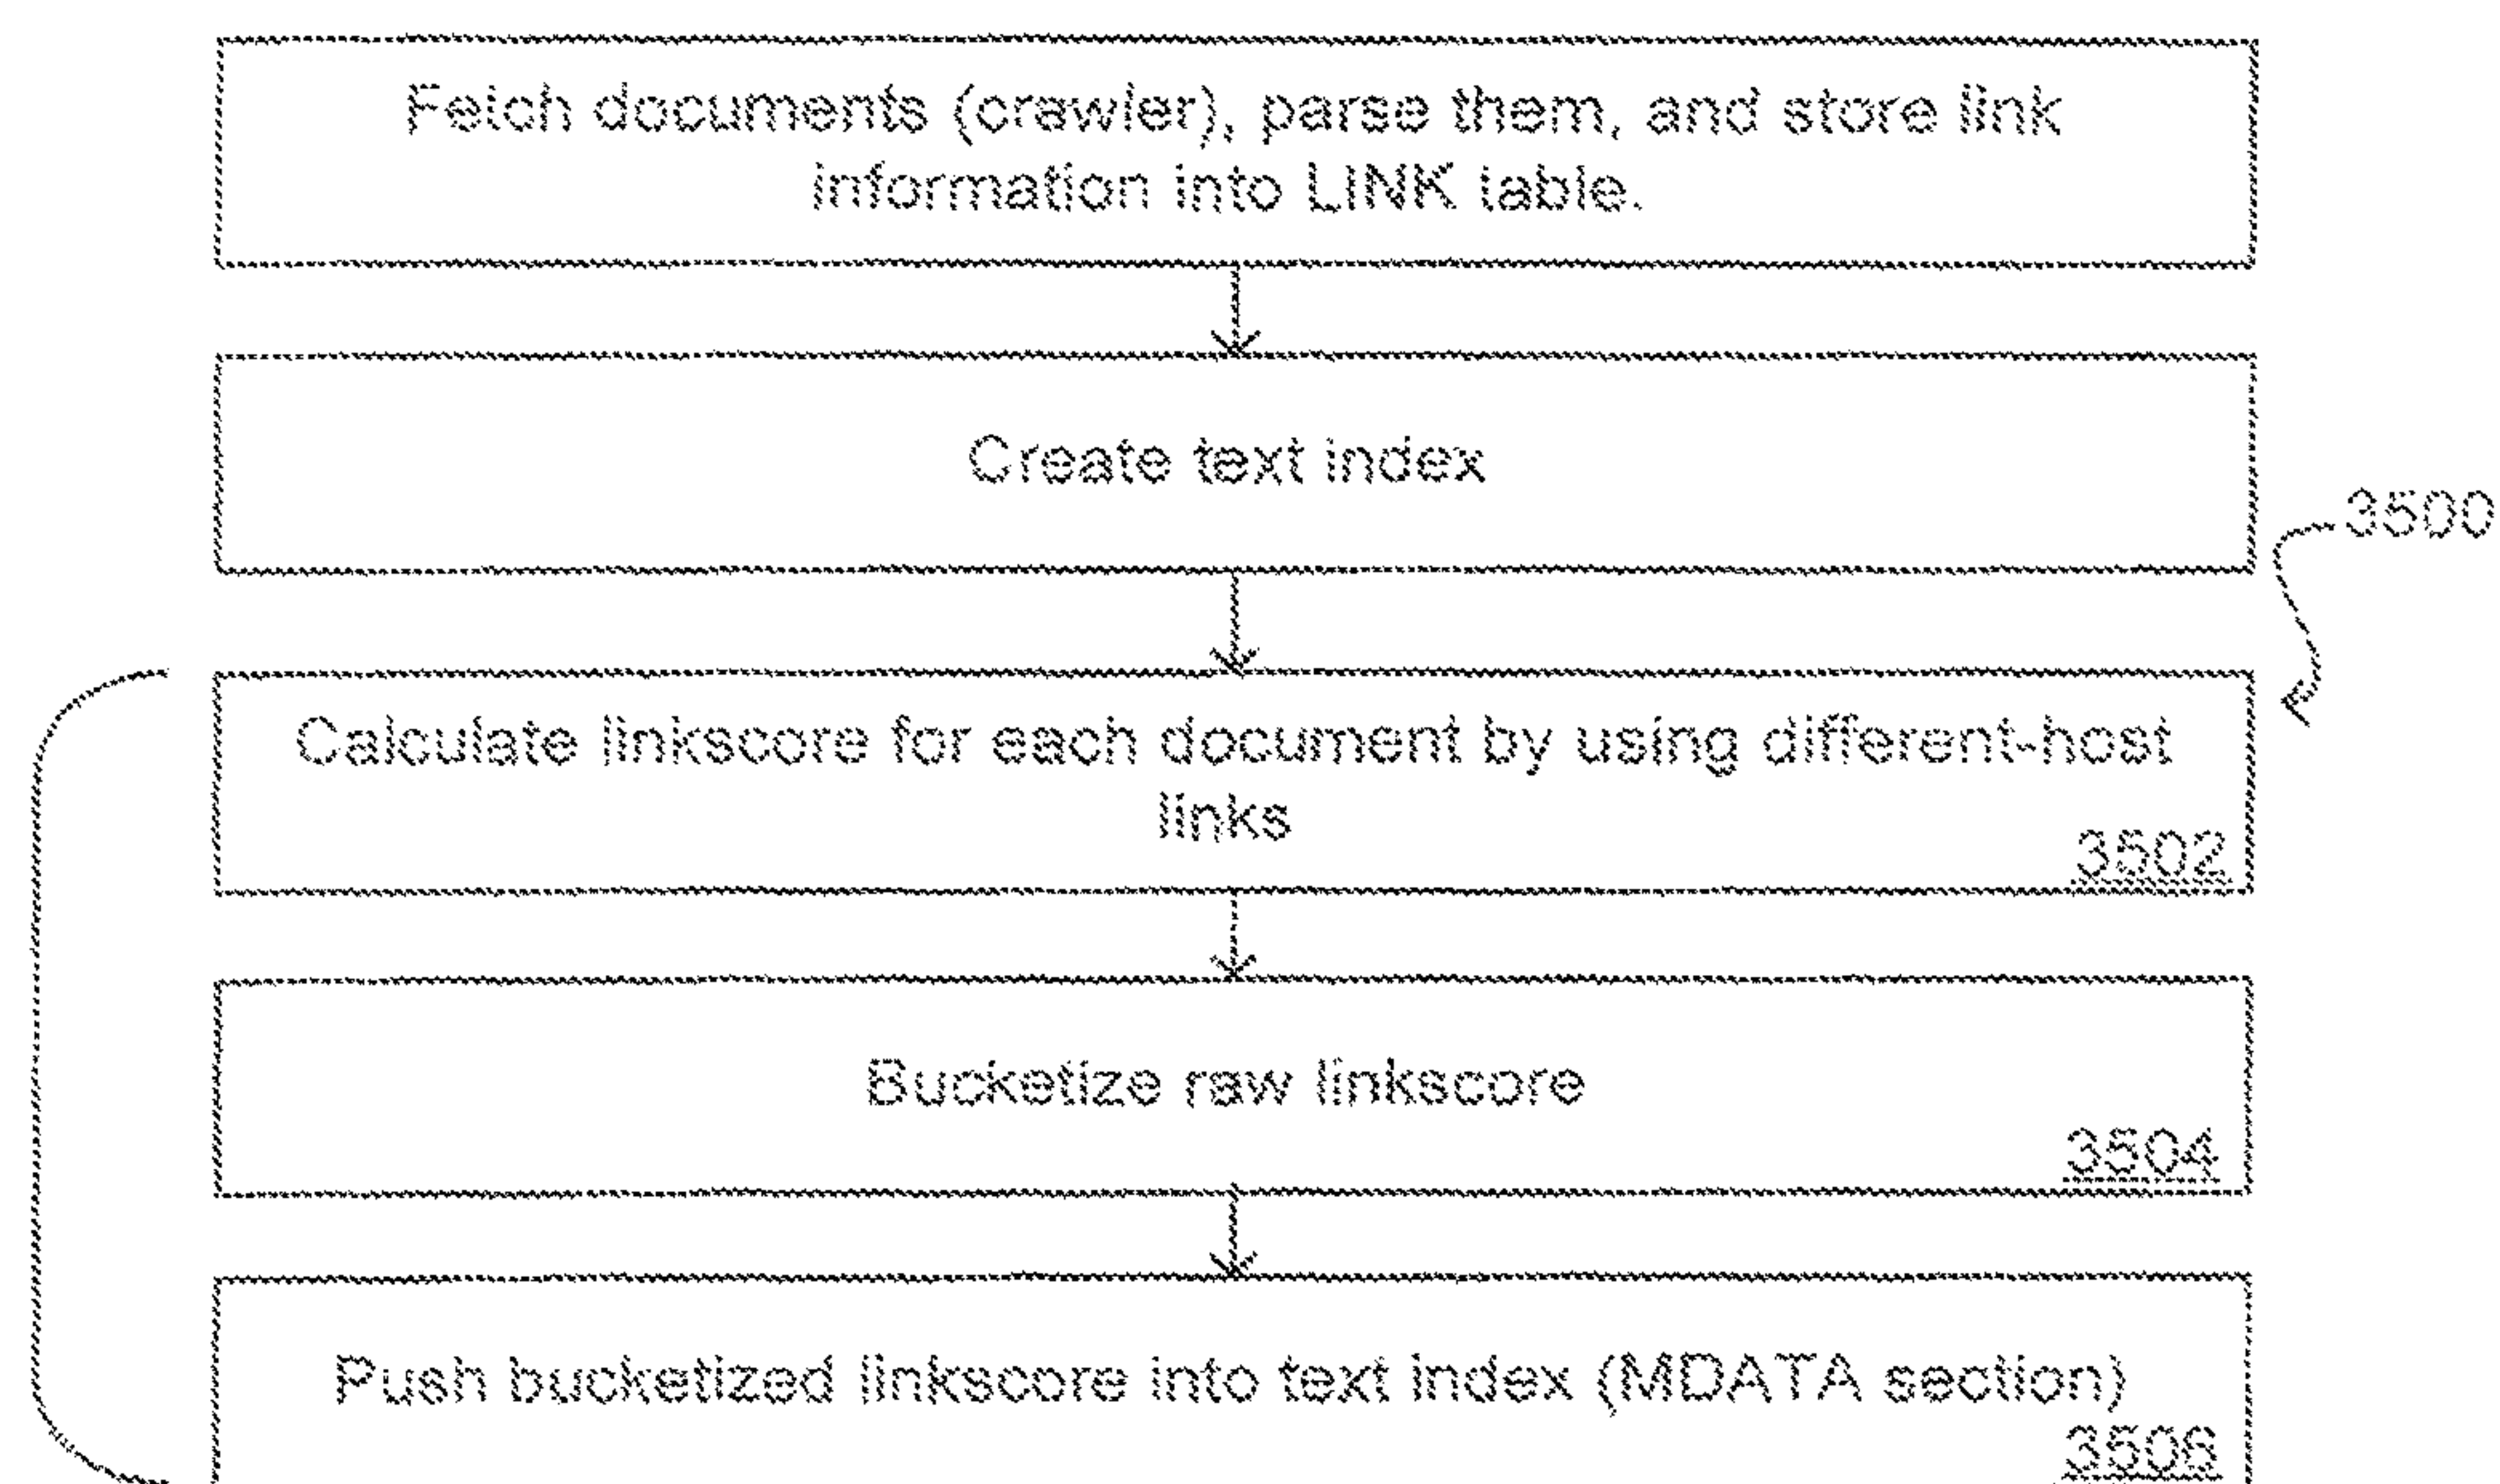 Fetch documents (crawler), parse them, and store link
information into LINK table.
Create text index
3500
Calculate linkscore for each document by using different-host
links
3502
Bucketize raw linkscore
3504
Push bucketized linkscore into text index (MDATA section)
3506